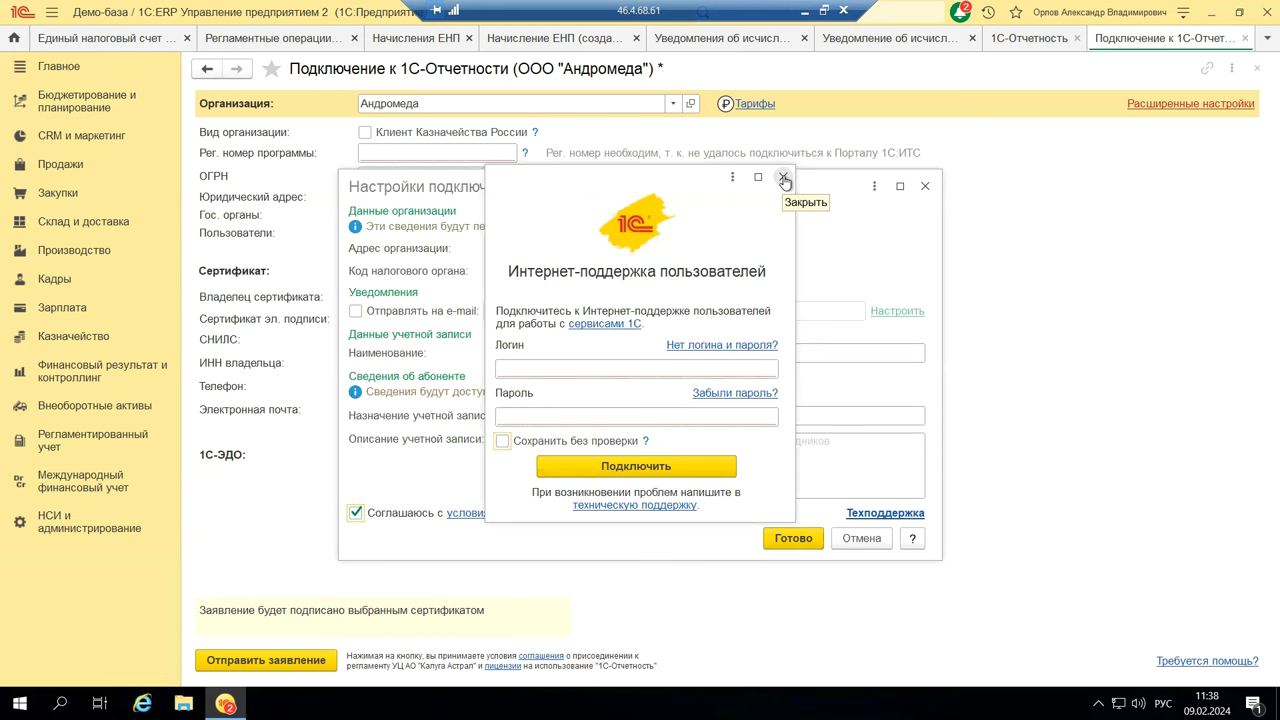 Демо-база / 1С:ERP Управление предприятием 2 (1С:Предприя
46.4.68.61
2
Орлов Александр Владимирович
Единый налоговый счет ...
Регламентные операции...
Начисления ЕНП
Начисление ЕНП (созда...
Уведомления об исчисл...
Уведомление об исчисл...
1С-Отчетность
Подключение к 1С-Отчет...
Главное
Бюджетирование и
планирование
CRM и маркетинг
Продажи
Закупки
Склад и доставка
Производство
Кадры
Зарплата
Казначейство
Финансовый результат и
контроллинг
Внеоборотные активы
Регламентированный
учет
Международный
финансовый учет
НСИ и
администрирование
Подключение к 1С-Отчетности (ООО "Андромеда") *
Организация:
Андромеда
Тарифы
Расширенные настройки
Вид организации:
Клиент Казначейства России ?
Рег. номер программы:
?
Рег. номер необходим, т. к. не удалось подключиться к Порталу 1С:ИТС
ОГРН
Юридический адрес:
Гос. органы:
Пользователи:
Сертификат:
Владелец сертификата:
Сертификат эл. подписи:
СНИЛС:
ИНН владельца:
Телефон:
Электронная почта:
1С-ЭДО:
Настройки подключ
Данные организации
Эти сведения будут пе
Адрес организации:
Код налогового органа:
Уведомления
Отправлять на e-mail:
Настроить
Данные учетной записи
Наименование:
Сведения об абоненте
Сведения будут досту
Назначение учетной запис
Описание учетной записи:
дников
Соглашаюсь с услови
Техподдержка
Готово
Отмена
?
Закрыть
1С
Интернет-поддержка пользователей
Подключитесь к Интернет-поддержке пользователей
для работы с сервисами 1С.
Логин
Нет логина и пароля?
Пароль
Забыли пароль?
Сохранить без проверки ?
Подключить
При возникновении проблем напишите в
техническую поддержку.
Заявление будет подписано выбранным сертификатом
Отправить заявление
Нажимая на кнопку, вы принимаете условия соглашения о присоединении к
регламенту УЦ АО "Калуга Астрал" и лицензии на использование "1С-Отчетность"
Требуется помощь?
2
РУС
11:38
09.02.2024
1